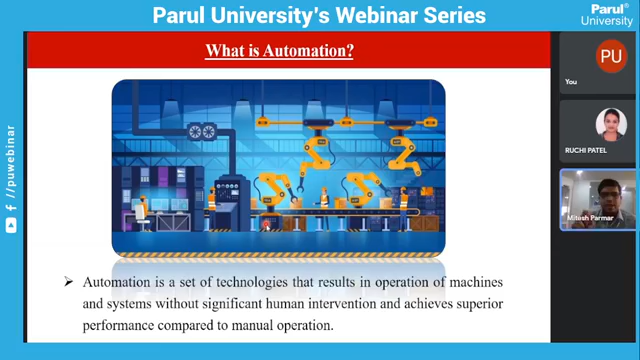 Parul University's Webinar Series
Parul®
University
What is Automation?
PU
You
RUCHI PATEL
Mitesh Parmar
f //puwebinar
➤ Automation is a set of technologies that results in operation of machines
and systems without significant human intervention and achieves superior
performance compared to manual operation.